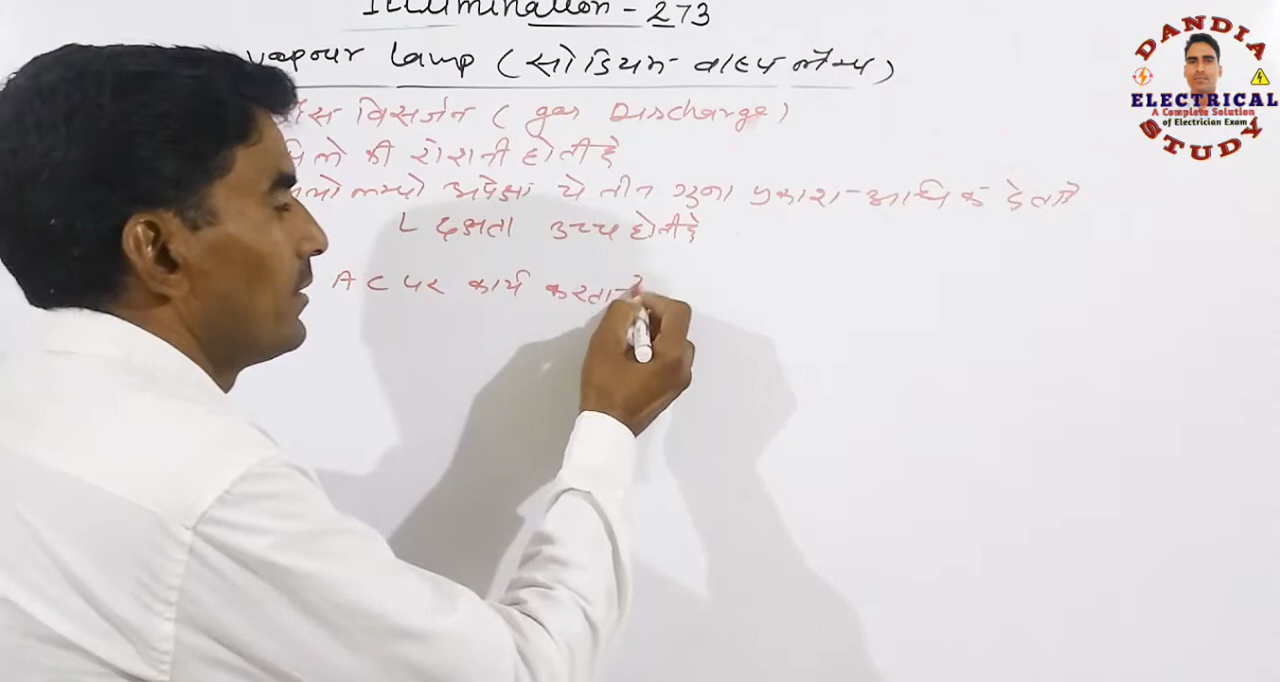 Illumination - 273
vapour lamp (सोडियम वाष्प लैम्प)
गैस विसर्जन (gas Discharge)
पिले की रोशनी होती है
लैम्पो अपेक्षा ये तीन गुना प्रकाश अधिक देता है
L दक्षता उच्च होती है
AC पर कार्य करता है
DANDIA
ELECTRICAL
A Complete Solution
of Electrician Exam
STUDY